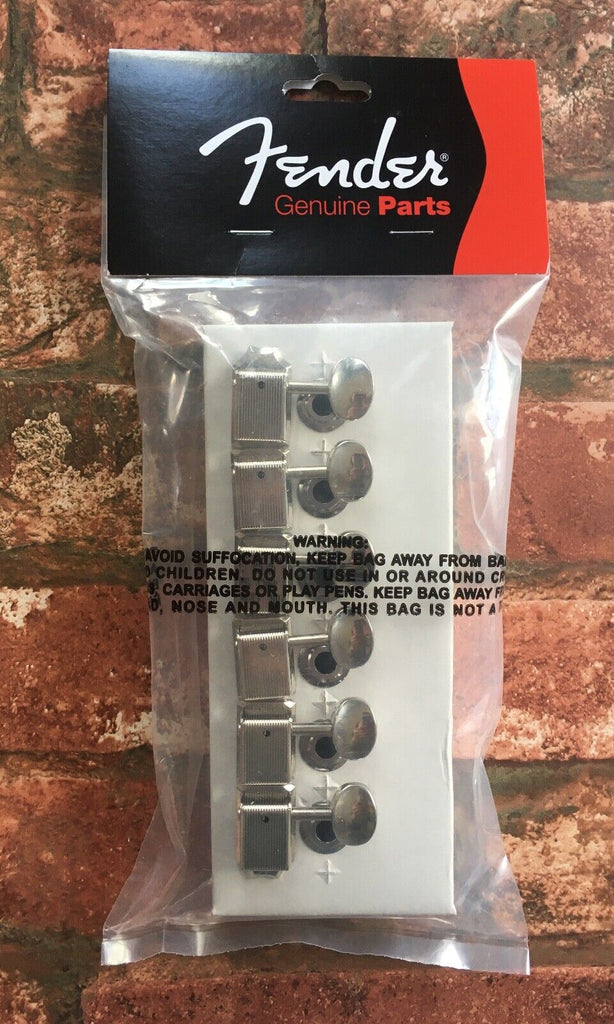 Fender®
Genuine Parts
WARNING:
AVOID SUFFOCATION, KEEP BAG AWAY FROM BA
O CHILDREN. DO NOT USE IN OR AROUND CR
S, CARRIAGES OR PLAY PENS. KEEP BAG AWAY F
D, NOSE AND MOUTH. THIS BAG IS NOT A